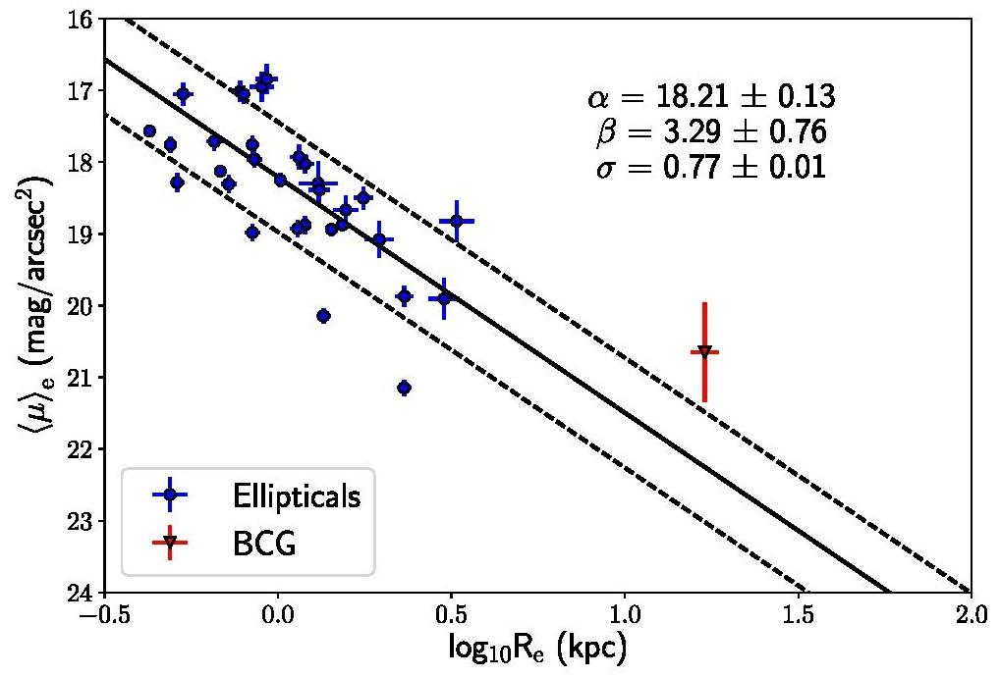 16
17
18
19
20
21
22
23
24
⟨μ⟩e (mag/arcsec²)
α = 18.21 ± 0.13
β = 3.29 ± 0.76
σ = 0.77 ± 0.01
Ellipticals
BCG
−0.5 0.0 0.5 1.0 1.5 2.0
log10Re (kpc)